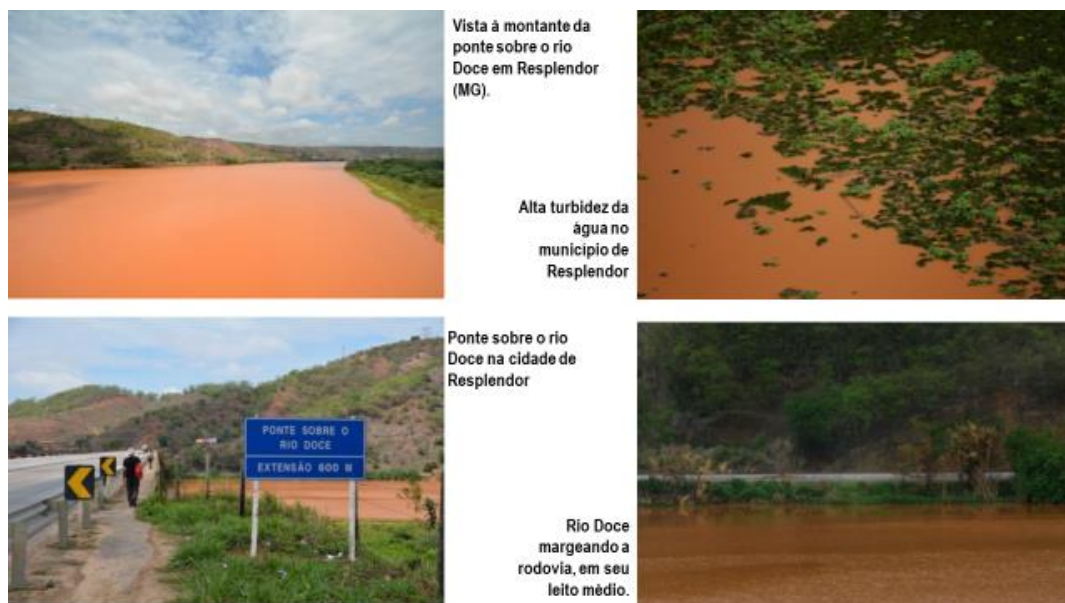 Vista à montante da
ponte sobre o rio
Doce em Resplendor
(MG).
Alta turbidez da
água no
município de
Resplendor
Ponte sobre o rio
Doce na cidade de
Resplendor
PONTE SOBRE O
RIO DOCE
EXTENSÃO 600 M
Rio Doce
margeando a
rodovia, em seu
leito médio.